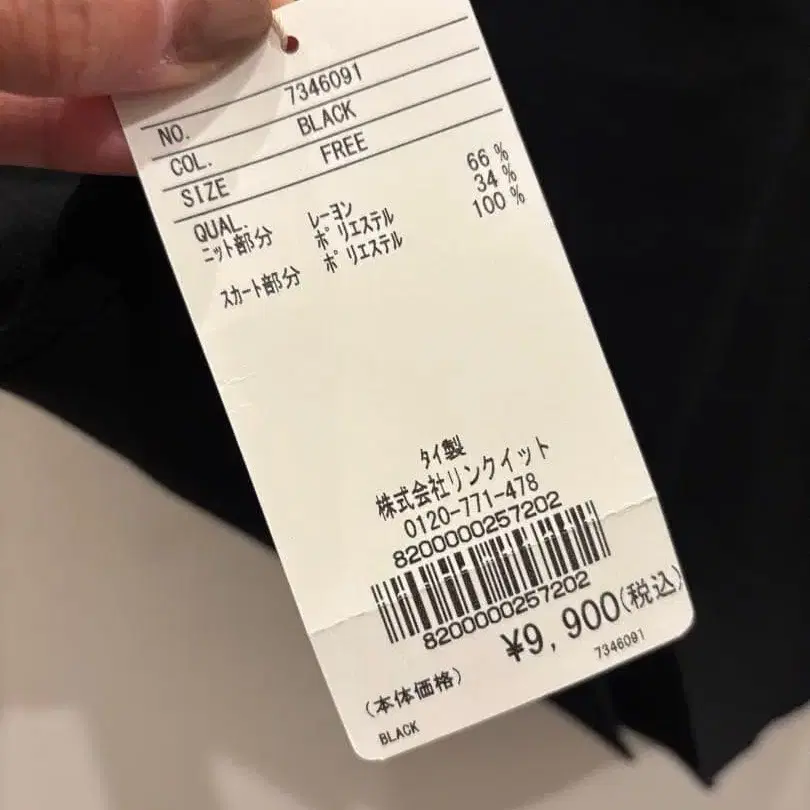 NO. 7346091
COL. BLACK
SIZE FREE
QUAL.
ニット部分 レーヨン 66 %
ポリエステル 34 %
スカート部分 ポリエステル 100 %
タイ製
株式会社リンクイット
0120-771-478
8200000257202
8200000257202
¥9,900(税込)
(本体価格) 7346091
BLACK